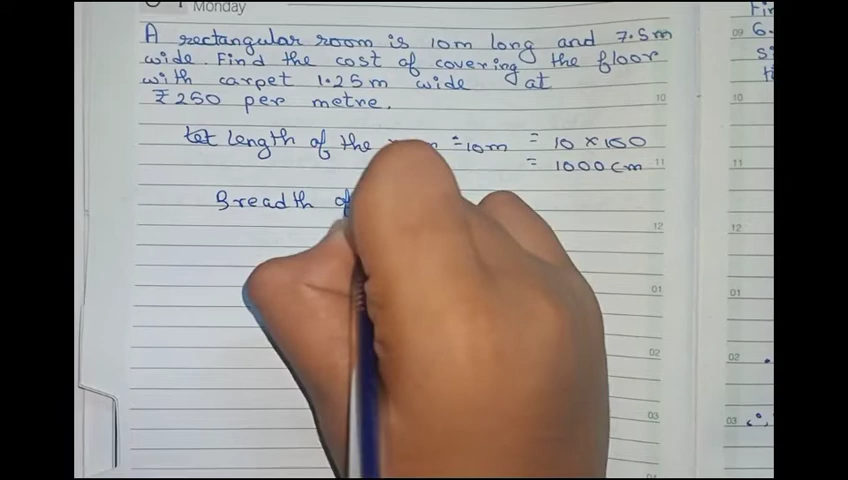 Monday
A rectangular room is 10m long and 7.5m
wide. Find the cost of covering the floor
with carpet 1.25m wide at
₹250 per metre.
Let length of the = 10m = 10 x 100
= 1000cm
Breadth of
10
11
12
01
02
03
09 6.
10
11
12
01
02
03